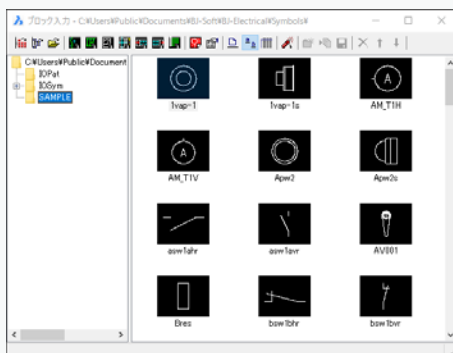 ブロック入力 - C:¥Users¥Public¥Documents¥BJ-Soft¥BJ-Electrical¥Symbols¥
C:¥Users¥Public¥Document
IOPat
IOSym
SAMPLE
1vap-1
1vap-1s
AM_T1H
AM_T1V
Apw2
Apw2s
asw1ahr
asw1avr
AV001
Bres
bsw1bhr
bsw1bvr